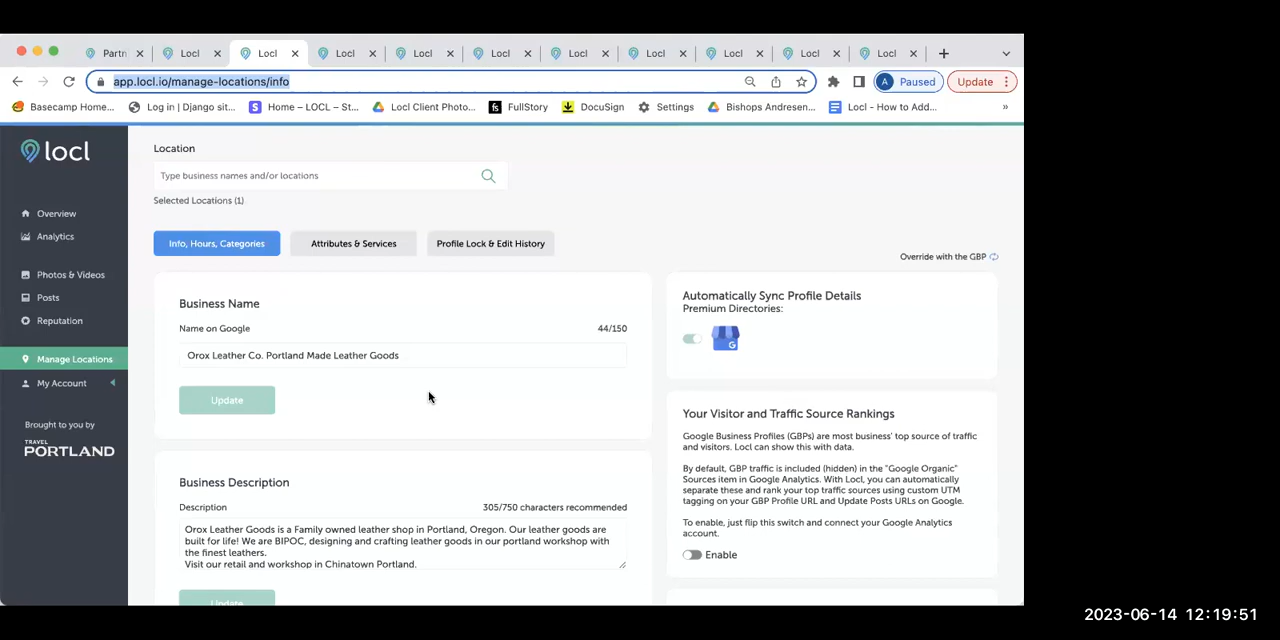 Partn
Locl
Locl
Locl
Locl
Locl
Locl
Locl
Locl
Locl
Locl
app.locl.io/manage-locations/info
A
Paused
Update
Basecamp Home...
Log in | Django sit...
Home – LOCL – St...
Locl Client Photo...
FullStory
DocuSign
Settings
Bishops Andresen...
Locl - How to Add...
»
locl
Overview
Analytics
Photos & Videos
Posts
Reputation
Manage Locations
My Account
Brought to you by
TRAVEL
PORTLAND
Location
Type business names and/or locations
Selected Locations (1)
Info, Hours, Categories
Attributes & Services
Profile Lock & Edit History
Override with the GBP
Business Name
Name on Google
44/150
Orox Leather Co. Portland Made Leather Goods
Update
Business Description
Description
305/750 characters recommended
Orox Leather Goods is a Family owned leather shop in Portland, Oregon. Our leather goods are
built for life! We are BIPOC, designing and crafting leather goods in our portland workshop with
the finest leathers.
Visit our retail and workshop in Chinatown Portland.
Update
Automatically Sync Profile Details
Premium Directories:
G
Your Visitor and Traffic Source Rankings
Google Business Profiles (GBPs) are most business' top source of traffic
and visitors. Locl can show this with data.
By default, GBP traffic is included (hidden) in the "Google Organic"
Sources item in Google Analytics. With Locl, you can automatically
separate these and rank your top traffic sources using custom UTM
tagging on your GBP Profile URL and Update Posts URLs on Google.
To enable, just flip this switch and connect your Google Analytics
account.
Enable
2023-06-14 12:19:51